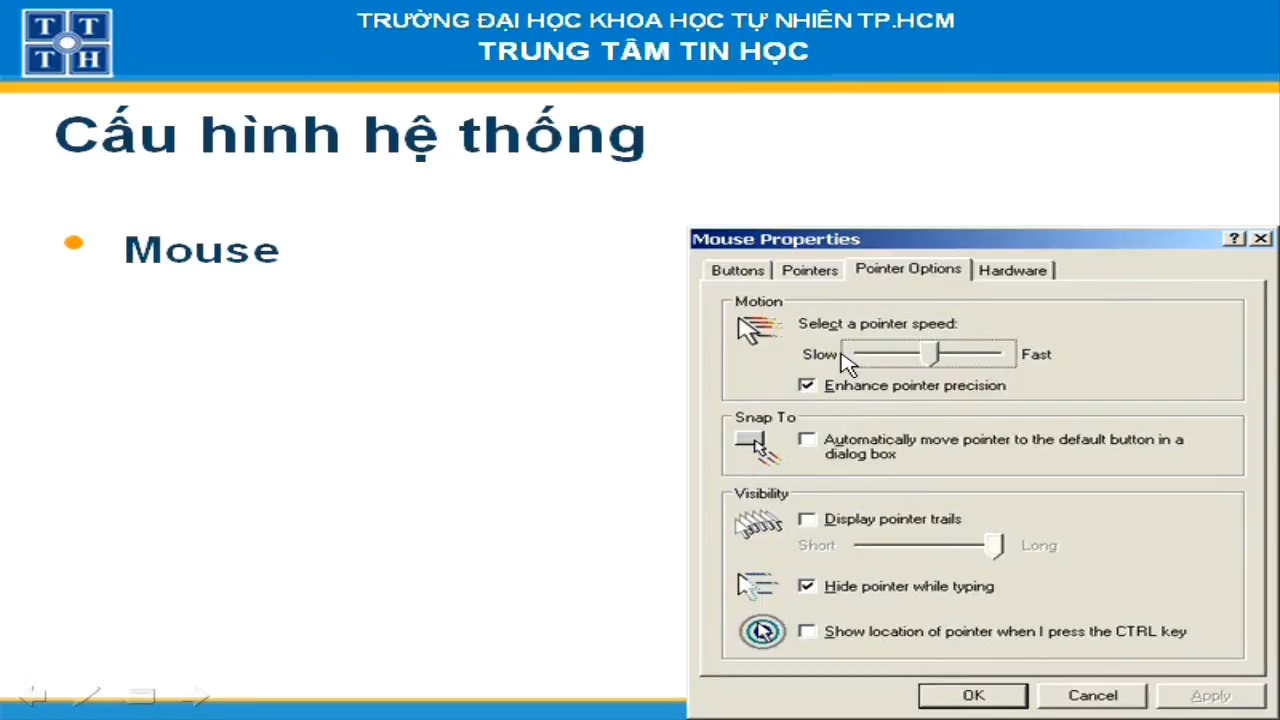 TRƯỜNG ĐẠI HỌC KHOA HỌC TỰ NHIÊN TP.HCM
TRUNG TÂM TIN HỌC
T T
T H
Cấu hình hệ thống
Mouse
Mouse Properties
Buttons Pointers Pointer Options Hardware
Motion
Select a pointer speed:
Slow Fast
Enhance pointer precision
Snap To
Automatically move pointer to the default button in a
dialog box
Visibility
Display pointer trails
Short Long
Hide pointer while typing
Show location of pointer when I press the CTRL key
OK Cancel Apply